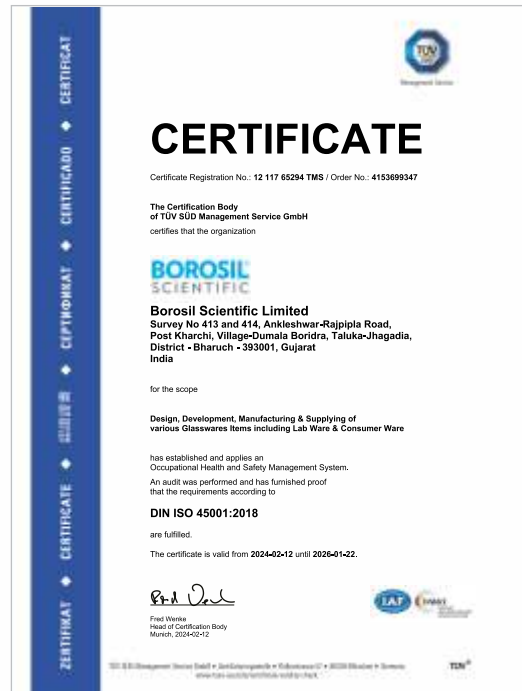 TÜV
Management Service
CERTIFICATE
Certificate Registration No.: 12 117 65294 TMS / Order No.: 4153699347
The Certification Body
of TÜV SÜD Management Service GmbH
certifies that the organization
BOROSIL
SCIENTIFIC
Borosil Scientific Limited
Survey No 413 and 414, Ankleshwar-Rajpipla Road,
Post Kharchi, Village-Dumala Boridra, Taluka-Jhagadia,
District - Bharuch - 393001, Gujarat
India
for the scope
Design, Development, Manufacturing & Supplying of
various Glasswares Items including Lab Ware & Consumer Ware
has established and applies an
Occupational Health and Safety Management System.
An audit was performed and has furnished proof
that the requirements according to
DIN ISO 45001:2018
are fulfilled.
The certificate is valid from 2024-02-12 until 2026-01-22.
Fred Wenke
Head of Certification Body
Munich, 2024-02-12
IAF
TÜV®
ZERTIFIKAT ◆ CERTIFICATE ◆ ◆ СЕРТИФИКАТ ◆ CERTIFICADO ◆ CERTIFICAT